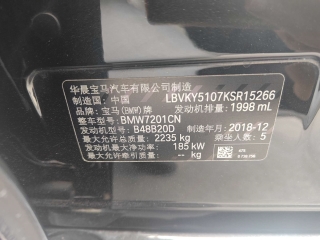 华晨宝马汽车有限公司制造
制造国：中国 LBVKY5107KSR15266
品牌：宝马(BMW)牌 发动机排量：1998 mL
整车型号：BMW7201CN
发动机型号：B48B20D 制造年月：2018-12
最大允许总质量：2235 kg 乘坐人数：5
发动机最大净功率：185 kW
最大允许牵引质量：-- kg